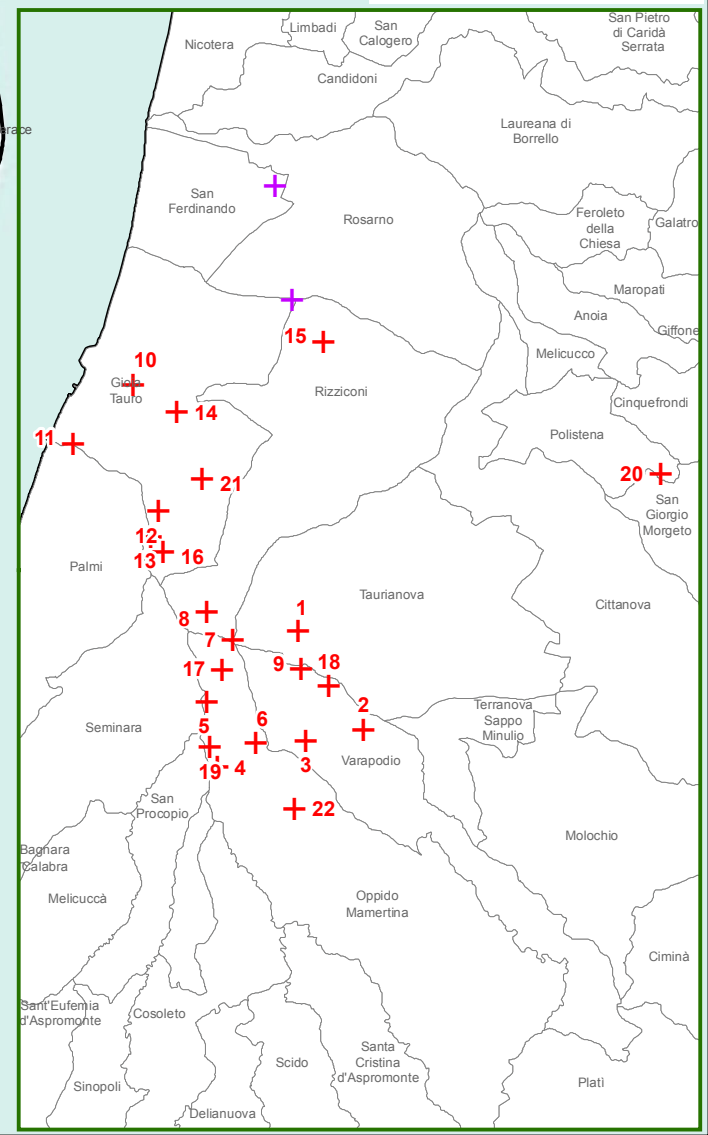 Limbadi
San
Calogero
San Pietro
di Caridà
Serrata
Nicotera
Candidoni
erace
Laureana di
Borrello
San
Ferdinando
Rosarno
Feroleto
della
Chiesa
Galatro
Maropati
Anoia
Giffone
15
Melicucco
10
Gioia
Tauro
Rizziconi
Cinquefrondi
14
11
Polistena
20
21
San
Giorgio
Morgeto
12
13
16
Palmi
Taurianova
Cittanova
8
1
7
9
18
17
2
Terranova
Sappo
Minulio
Seminara
5
6
3
Varapodio
19
4
San
Procopio
22
Molochio
Bagnara
Calabra
Melicuccà
Oppido
Mamertina
Ciminà
Sant'Eufemia
d'Aspromonte
Cosoleto
Scido
Santa
Cristina
d'Aspromonte
Sinopoli
Platì
Delianuova